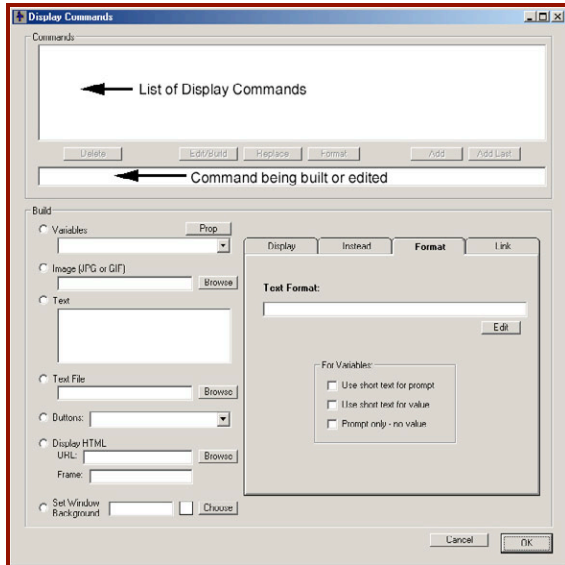 Display Commands
Commands
List of Display Commands
Delete Edit/Build Replace Format Add Add Last
Command being built or edited
Build
Variables Prop
Image (JPG or GIF)
Browse
Text
Text File
Browse
Buttons:
Display HTML
URL: Browse
Frame:
Set Window
Background Choose
Display Instead Format Link
Text Format:
Edit
For Variables:
Use short text for prompt
Use short text for value
Prompt only - no value
Cancel OK